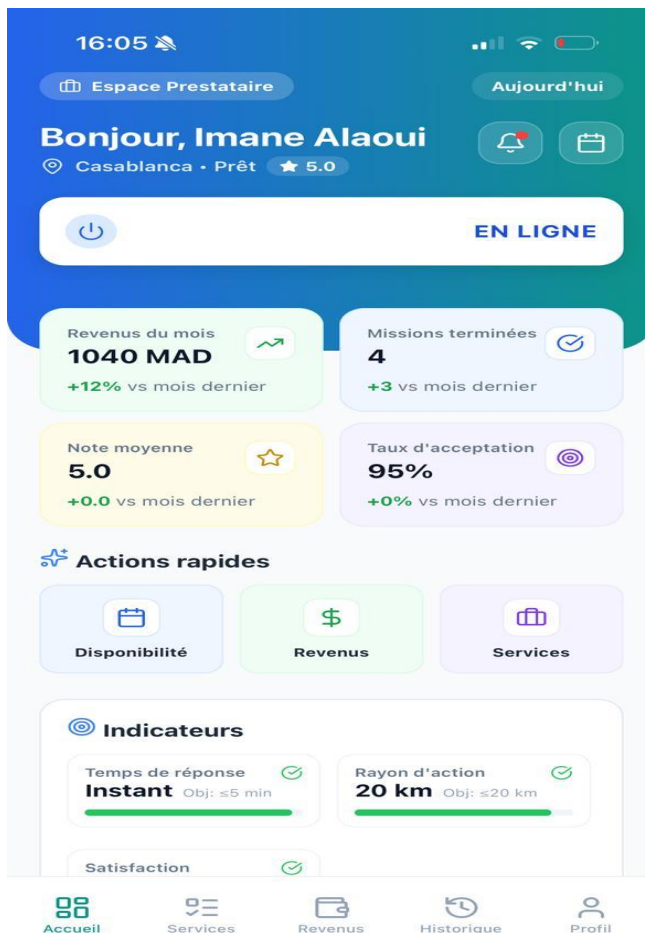 16:05
Espace Prestataire
Aujourd'hui
Bonjour, Imane Alaoui
Casablanca • Prêt ★ 5.0
EN LIGNE
Revenus du mois
1040 MAD
+12% vs mois dernier
Missions terminées
4
+3 vs mois dernier
Note moyenne
5.0
+0.0 vs mois dernier
Taux d'acceptation
95%
+0% vs mois dernier
Actions rapides
Disponibilité
Revenus
Services
Indicateurs
Temps de réponse
Instant Obj: ≤5 min
Rayon d'action
20 km Obj: ≤20 km
Satisfaction
Accueil
Services
Revenus
Historique
Profil